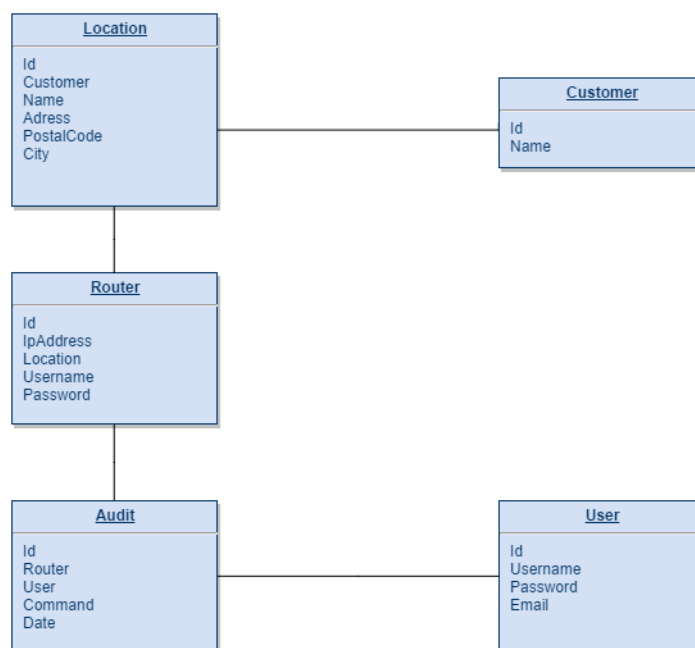 Location
Id
Customer
Name
Adress
PostalCode
City
Customer
Id
Name
Router
Id
IpAddress
Location
Username
Password
Audit
Id
Router
User
Command
Date
User
Id
Username
Password
Email